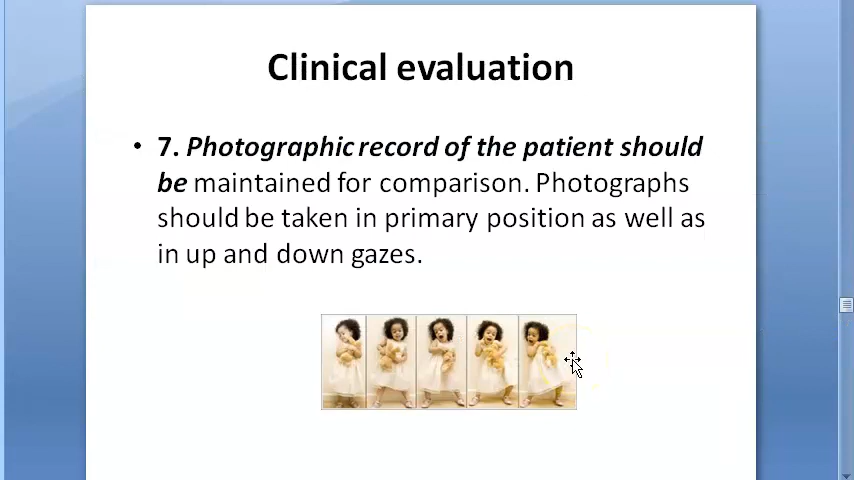 Clinical evaluation
• 7. Photographic record of the patient should
be maintained for comparison. Photographs
should be taken in primary position as well as
in up and down gazes.